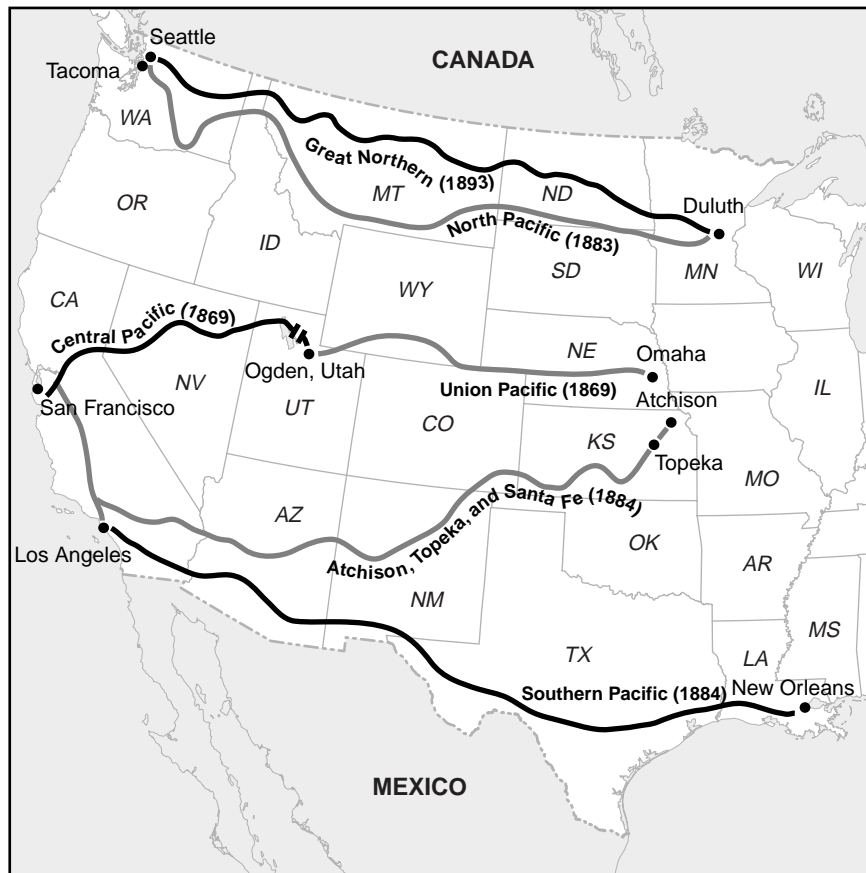 Seattle
CANADA
Tacoma
WA
Great Northern (1893)
MT
ND
OR
Duluth
North Pacific (1883)
ID
SD
MN
WI
WY
CA
Central Pacific (1869)
NE
Omaha
Ogden, Utah
NV
Union Pacific (1869)
IL
San Francisco
Atchison
UT
CO
KS
Topeka
MO
AZ
Atchison, Topeka, and Santa Fe (1884)
Los Angeles
OK
AR
NM
MS
TX
LA
Southern Pacific (1884)
New Orleans
MEXICO